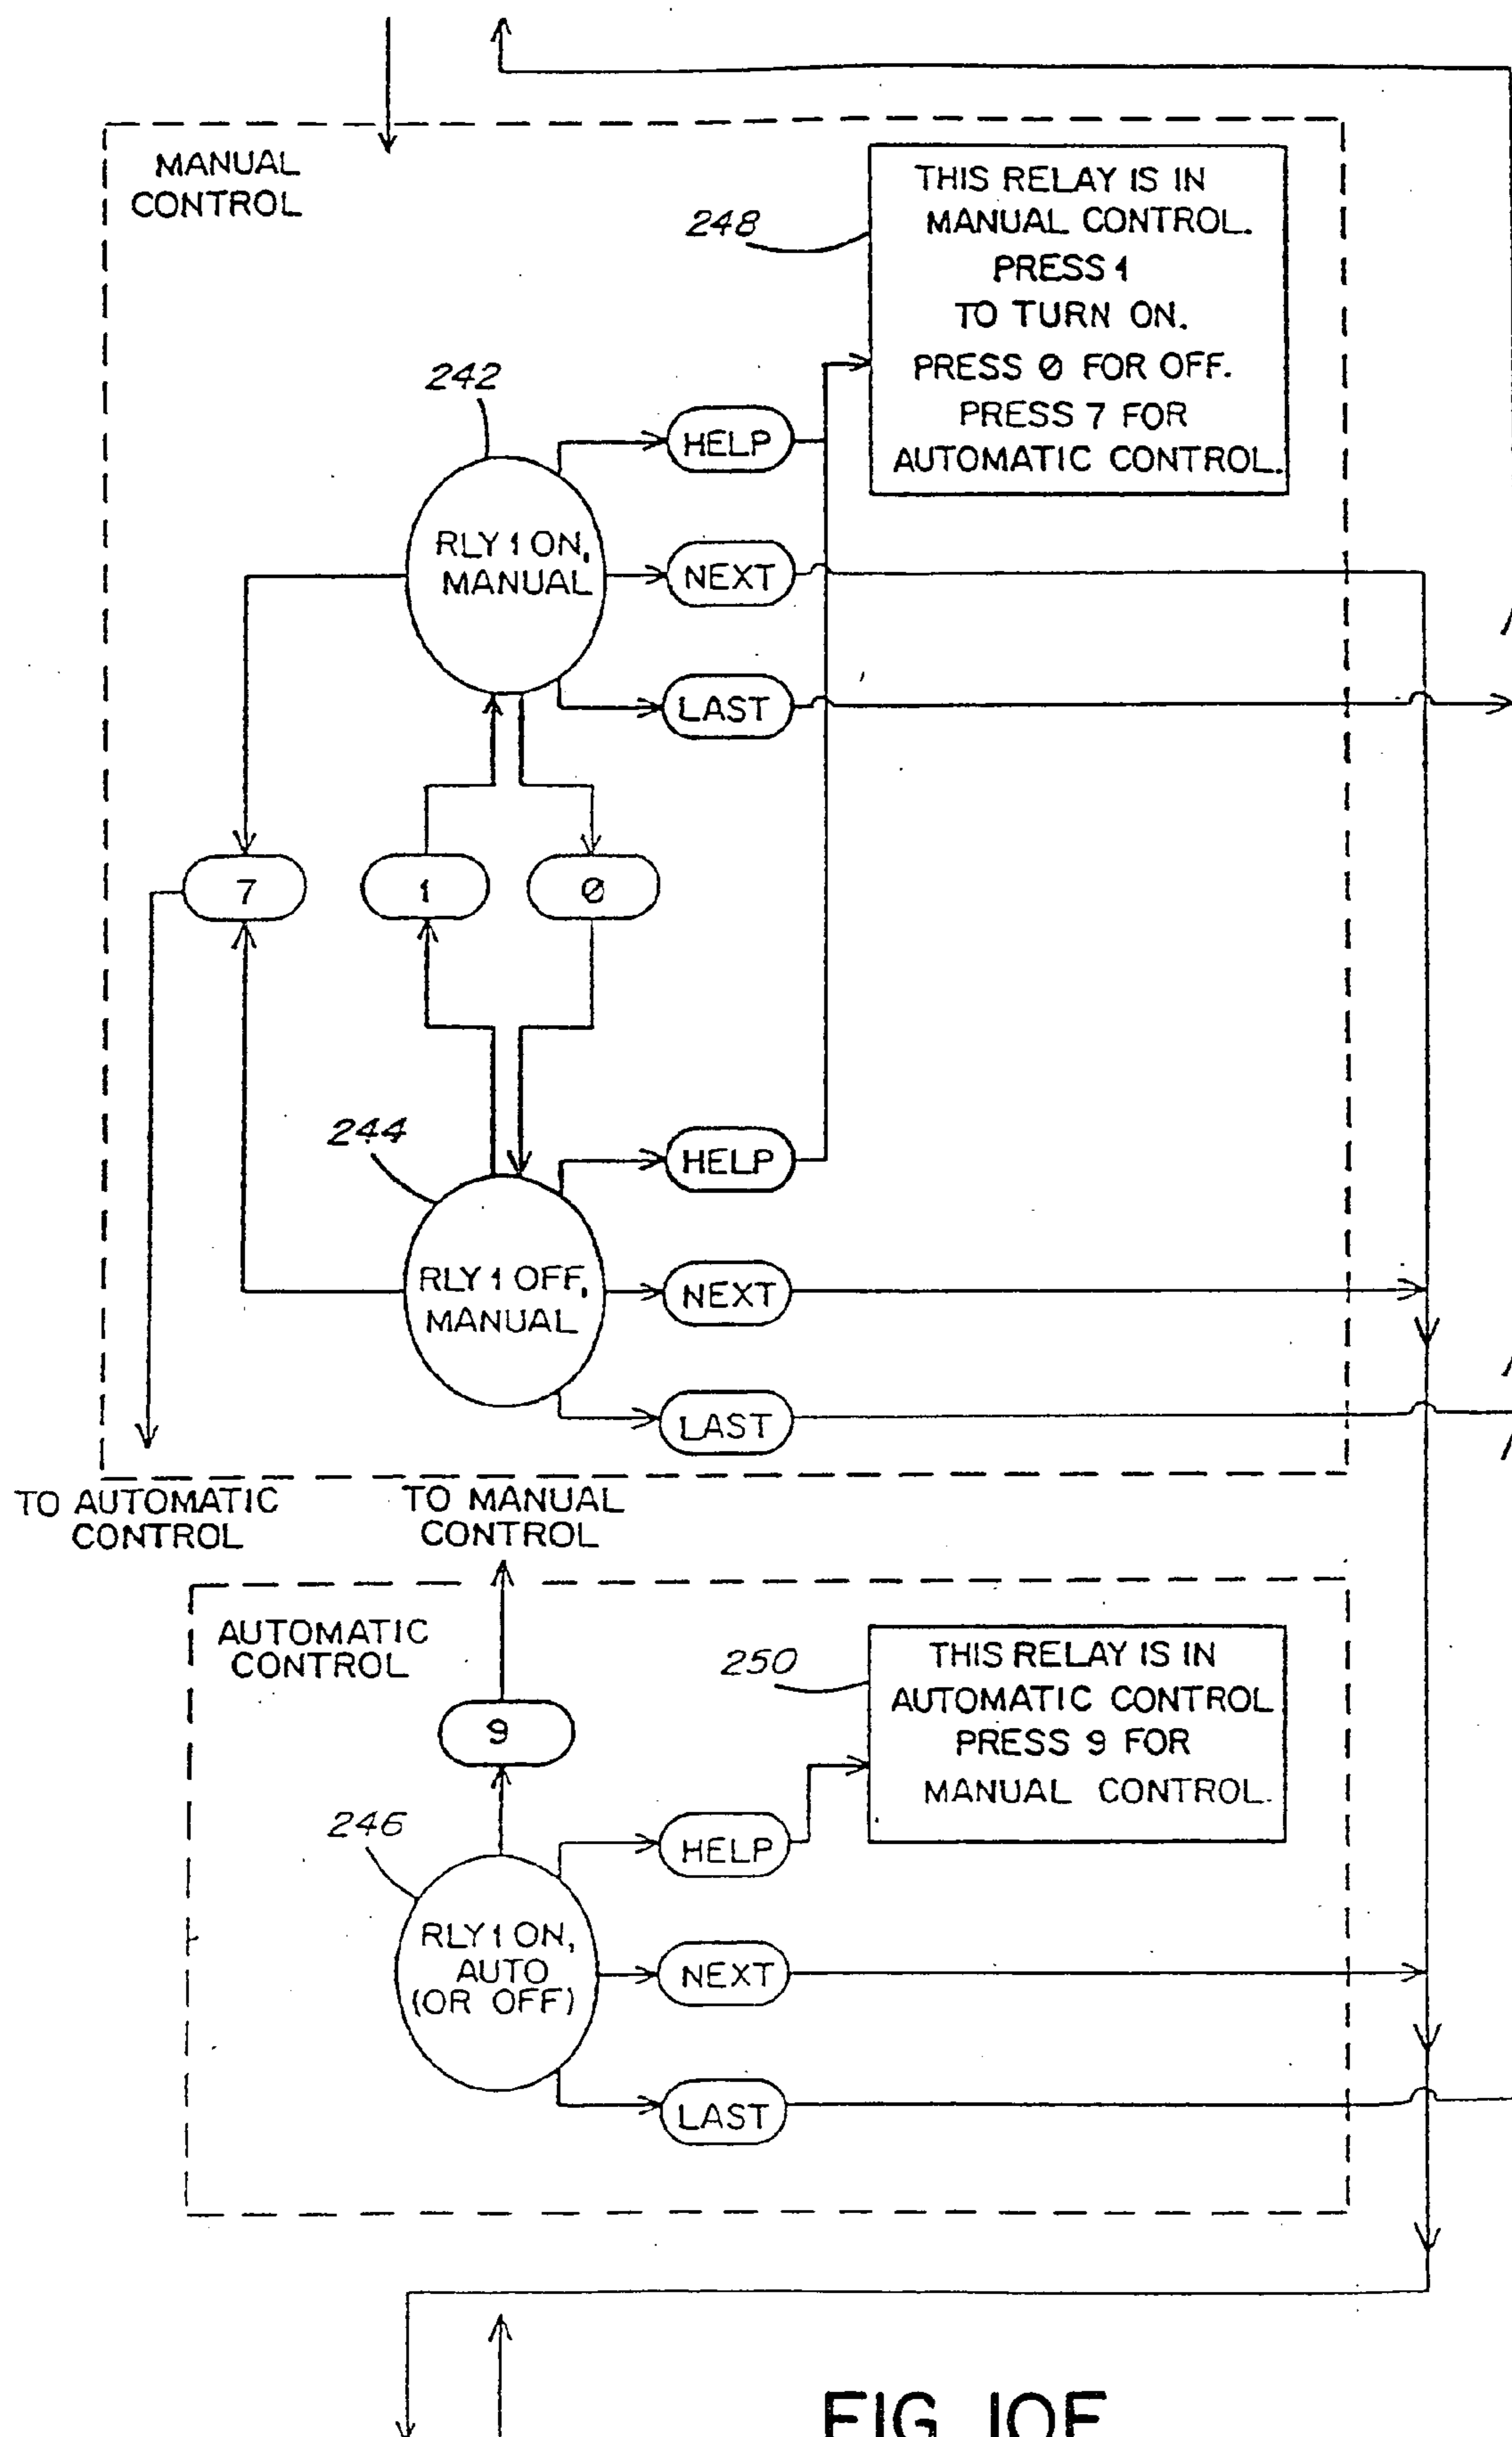 MANUAL
CONTROL
248
THIS RELAY IS IN
MANUAL CONTROL.
PRESS 1
TO TURN ON.
PRESS 0 FOR OFF.
PRESS 7 FOR
AUTOMATIC CONTROL.
242
RLY 1 ON,
MANUAL
HELP
NEXT
LAST
7
1
0
244
RLY 1 OFF,
MANUAL
HELP
NEXT
LAST
TO AUTOMATIC
CONTROL
TO MANUAL
CONTROL
AUTOMATIC
CONTROL
250
THIS RELAY IS IN
AUTOMATIC CONTROL
PRESS 9 FOR
MANUAL CONTROL.
9
246
RLY 1 ON,
AUTO
(OR OFF)
HELP
NEXT
LAST
FIG. 10